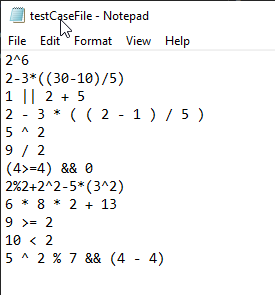 testCaseFile - Notepad
File Edit Format View Help
2^6
2-3*((30-10)/5)
1 || 2 + 5
2 - 3 * ( ( 2 - 1 ) / 5 )
5 ^ 2
9 / 2
(4>=4) && 0
2%2+2^2-5*(3^2)
6 * 8 * 2 + 13
9 >= 2
10 < 2
5 ^ 2 % 7 && (4 - 4)